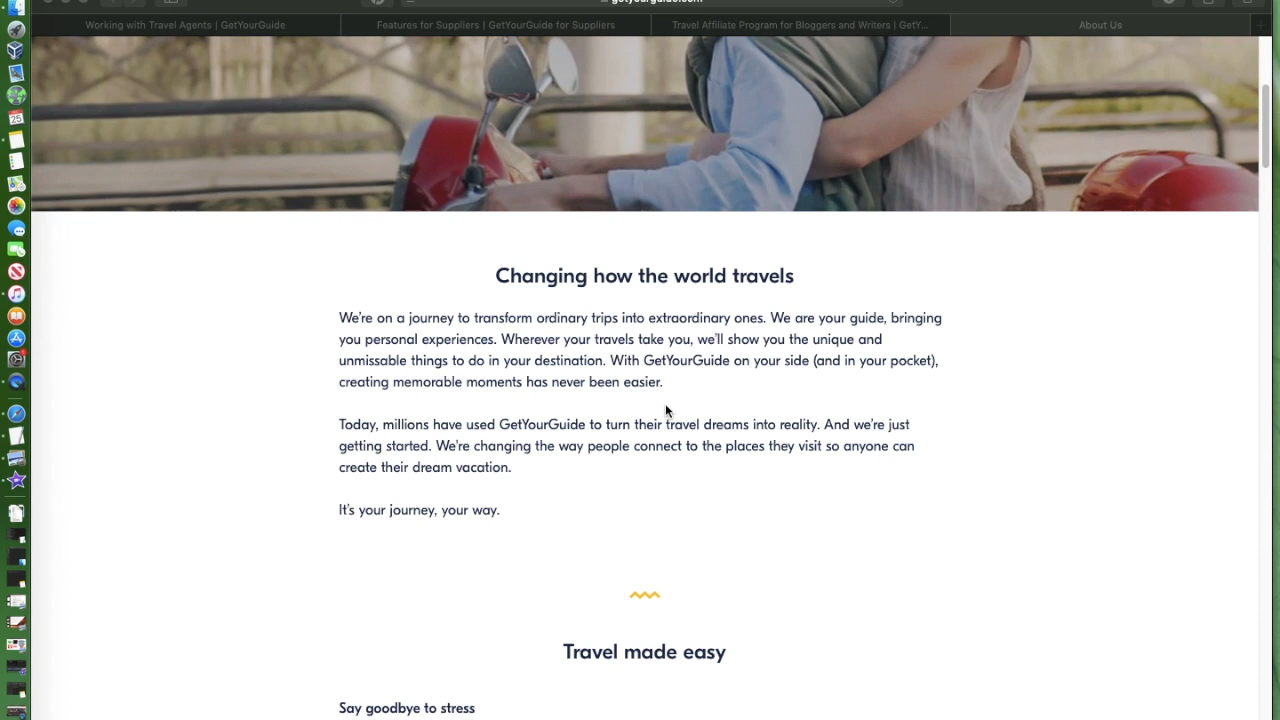 Working with Travel Agents | GetYourGuide
Features for Suppliers | GetYourGuide for Suppliers
Travel Affiliate Program for Bloggers and Writers | GetY...
About Us
25
Changing how the world travels
We're on a journey to transform ordinary trips into extraordinary ones. We are your guide, bringing
you personal experiences. Wherever your travels take you, we'll show you the unique and
unmissable things to do in your destination. With GetYourGuide on your side (and in your pocket),
creating memorable moments has never been easier.
Today, millions have used GetYourGuide to turn their travel dreams into reality. And we're just
getting started. We're changing the way people connect to the places they visit so anyone can
create their dream vacation.
It's your journey, your way.
Travel made easy
Say goodbye to stress